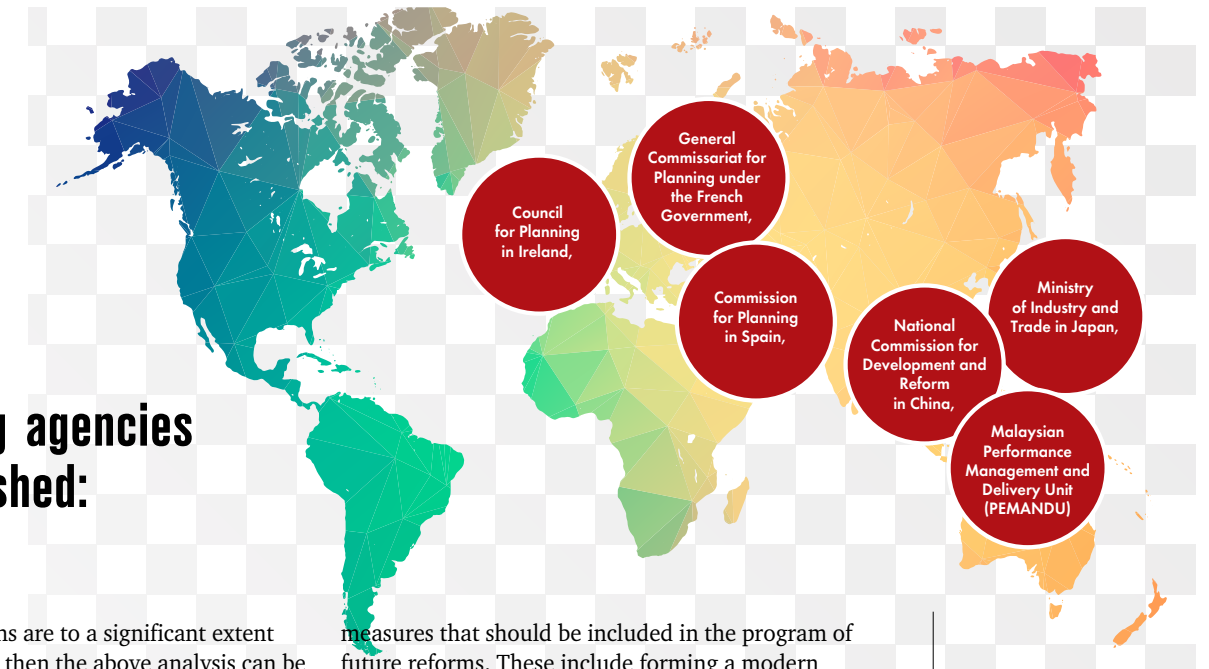 General
Commissariat for
Planning under
the French
Government,
Council
for Planning
in Ireland,
Commission
for Planning
in Spain,
Ministry
of Industry and
Trade in Japan,
National
Commission for
Development and
Reform
in China,
Malaysian
Performance
Management and
Delivery Unit
(PEMANDU)
agencies
are to a significant extent
then the above analysis can be
measures that should be included in the program of
future reforms. These include forming a modern